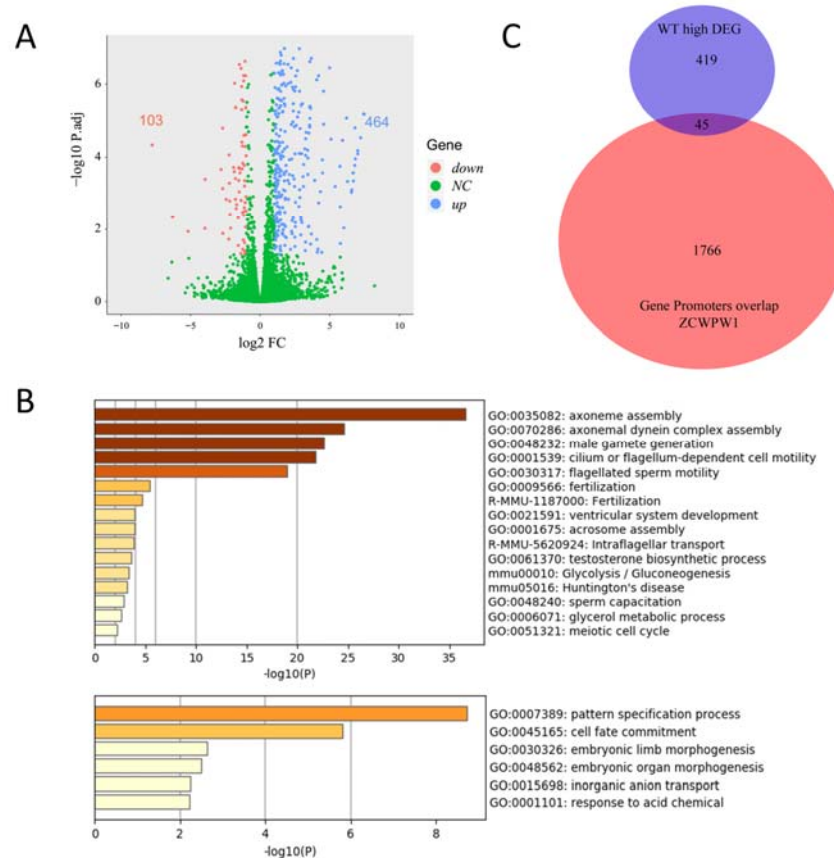 A
6
4
2
0
−log10 P.adj
103
464
-10
-5
0
5
10
log2 FC
Gene
down
NC
up
C
WT high DEG
419
45
1766
Gene Promoters overlap
ZCWPW1
B
GO:0035082: axoneme assembly
GO:0070286: axonemal dynein complex assembly
GO:0048232: male gamete generation
GO:0001539: cilium or flagellum-dependent cell motility
GO:0030317: flagellated sperm motility
GO:0009566: fertilization
R-MMU-1187000: Fertilization
GO:0021591: ventricular system development
GO:0001675: acrosome assembly
R-MMU-5620924: Intraflagellar transport
GO:0061370: testosterone biosynthetic process
mmu00010: Glycolysis / Gluconeogenesis
mmu05016: Huntington's disease
GO:0048240: sperm capacitation
GO:0006071: glycerol metabolic process
GO:0051321: meiotic cell cycle
0 5 10 15 20 25 30 35
-log10(P)
GO:0007389: pattern specification process
GO:0045165: cell fate commitment
GO:0030326: embryonic limb morphogenesis
GO:0048562: embryonic organ morphogenesis
GO:0015698: inorganic anion transport
GO:0001101: response to acid chemical
0 2 4 6 8
-log10(P)